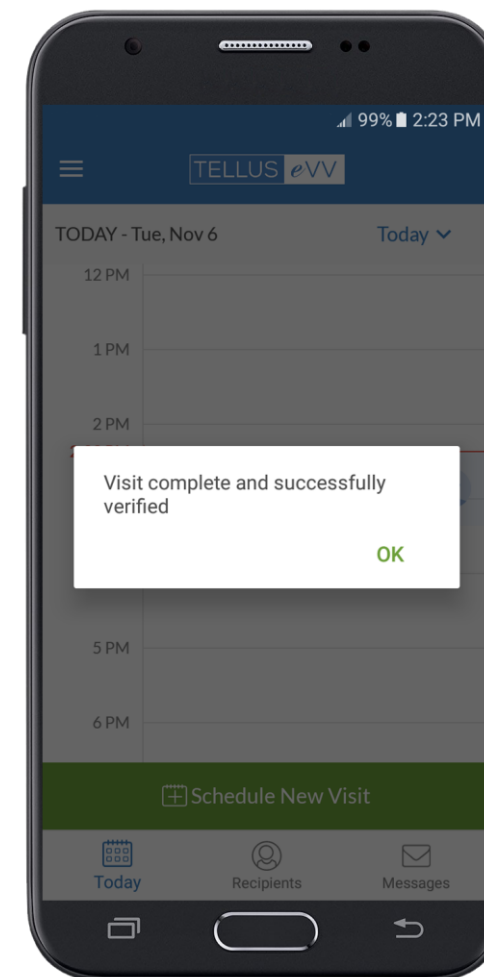 99% 2:23 PM
TELLUS eVV
TODAY - Tue, Nov 6
Today
12 PM
1 PM
2 PM
Visit complete and successfully
verified
OK
5 PM
6 PM
Schedule New Visit
Today
Recipients
Messages